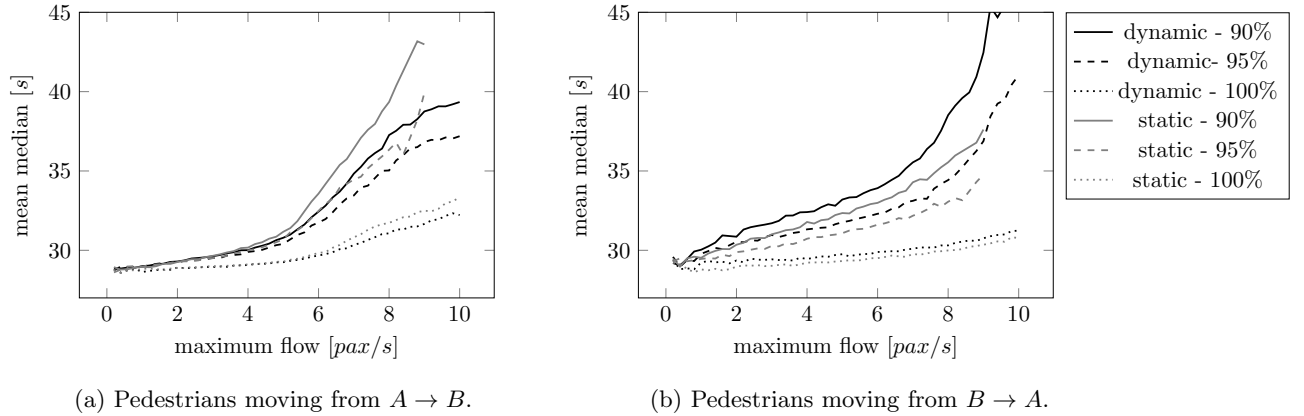 45
40
35
30
mean median [s]
0 2 4 6 8 10
maximum flow [pax/s]
(a) Pedestrians moving from A → B.
45
40
35
30
mean median [s]
0 2 4 6 8 10
maximum flow [pax/s]
(b) Pedestrians moving from B → A.
dynamic - 90%
dynamic- 95%
dynamic - 100%
static - 90%
static - 95%
static - 100%